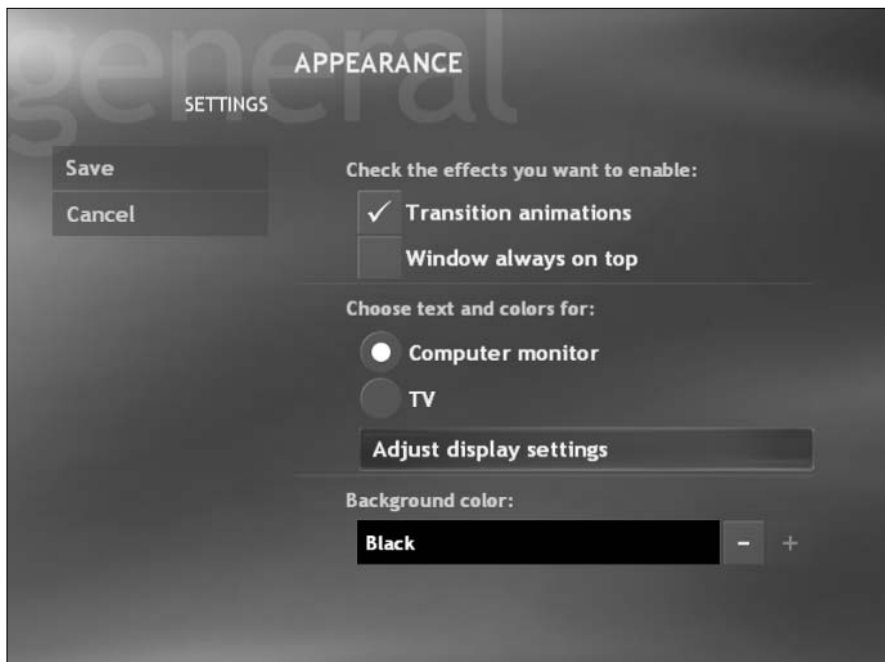 general
APPEARANCE
SETTINGS
Save
Cancel
Check the effects you want to enable:
Transition animations
Window always on top
Choose text and colors for:
Computer monitor
TV
Adjust display settings
Background color:
Black - +